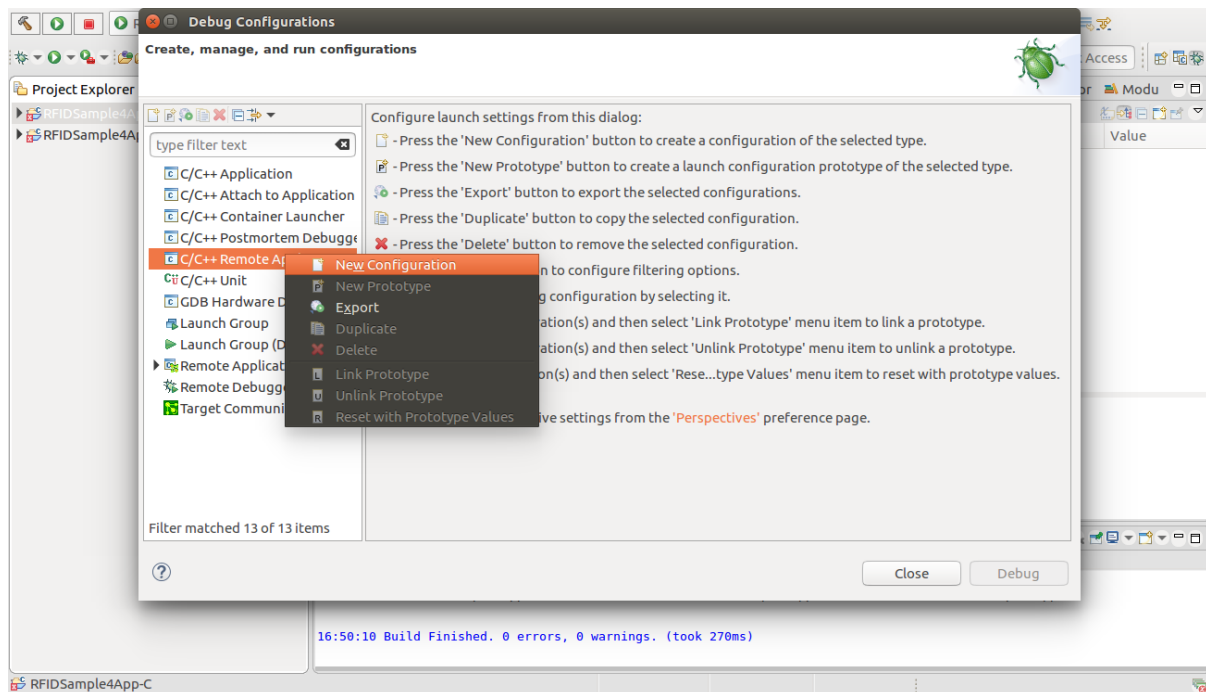 Debug Configurations
Create, manage, and run configurations
Access
Project Explorer
Modu
Value
RFIDSample4A
RFIDSample4A
type filter text
C/C++ Application
C/C++ Attach to Application
C/C++ Container Launcher
C/C++ Postmortem Debugge
C/C++ Remote Ap
C/C++ Unit
GDB Hardware D
Launch Group
Launch Group (D
Remote Applicat
Remote Debugge
Target Communi
Filter matched 13 of 13 items
New Configuration
New Prototype
Export
Duplicate
Delete
Link Prototype
Unlink Prototype
Reset with Prototype Values
Configure launch settings from this dialog:
- Press the 'New Configuration' button to create a configuration of the selected type.
- Press the 'New Prototype' button to create a launch configuration prototype of the selected type.
- Press the 'Export' button to export the selected configurations.
- Press the 'Duplicate' button to copy the selected configuration.
- Press the 'Delete' button to remove the selected configuration.
n to configure filtering options.
g configuration by selecting it.
ation(s) and then select 'Link Prototype' menu item to link a prototype.
ation(s) and then select 'Unlink Prototype' menu item to unlink a prototype.
on(s) and then select 'Rese...type Values' menu item to reset with prototype values.
ive settings from the 'Perspectives' preference page.
Close
Debug
16:50:10 Build Finished. 0 errors, 0 warnings. (took 270ms)
RFIDSample4App-C